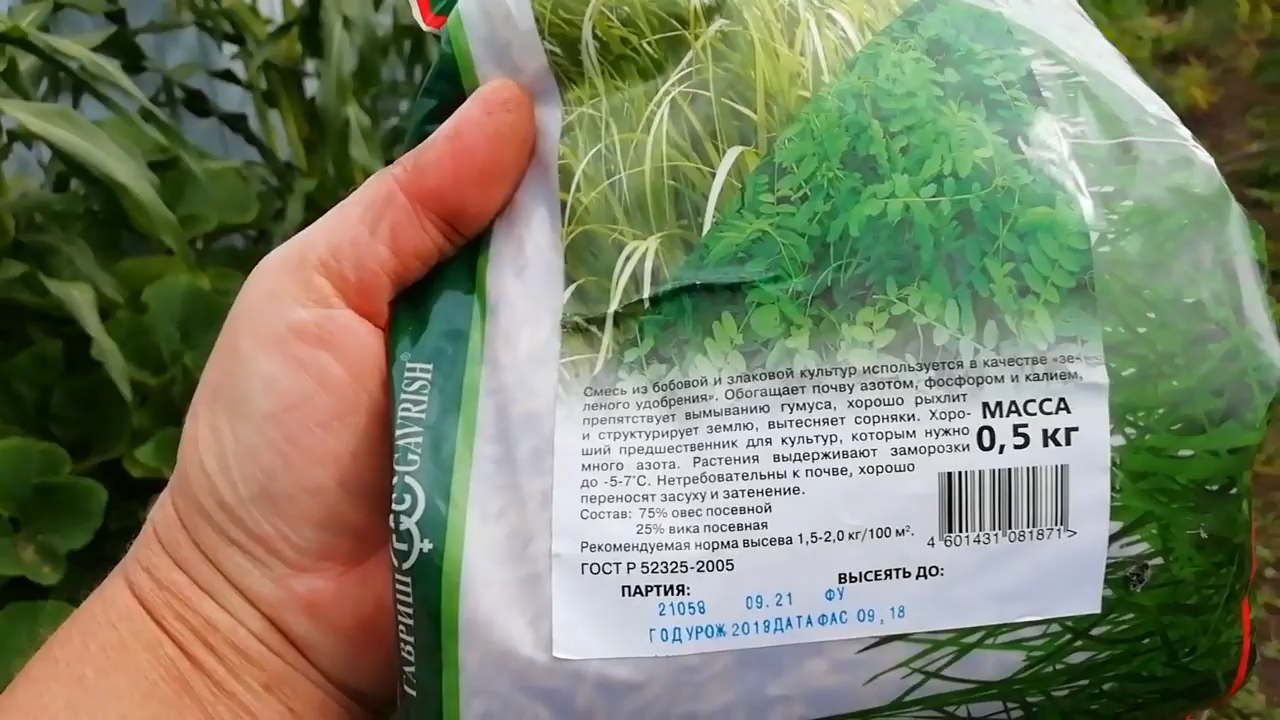 Смесь из бобовой и злаковой культур используется в качестве «зе-
леного удобрения». Обогащает почву азотом, фосфором и калием,
препятствует вымыванию гумуса, хорошо рыхлит
и структурирует землю, вытесняет сорняки. Хоро-
ший предшественник для культур, которым нужно
много азота. Растения выдерживают заморозки
до -5-7°С. Нетребовательны к почве, хорошо
переносят засуху и затенение.
МАССА
0,5 кг
Состав: 75% овес посевной
25% вика посевная
Рекомендуемая норма высева 1,5-2,0 кг/100 м².
ГОСТ Р 52325-2005
4 601431 081871 >
ПАРТИЯ:
ВЫСЕЯТЬ ДО:
21058 09.21 ФУ
ГОД УРОЖ 2018 ДАТА ФАС 09,18
ГАВРИШ GAVRISH®